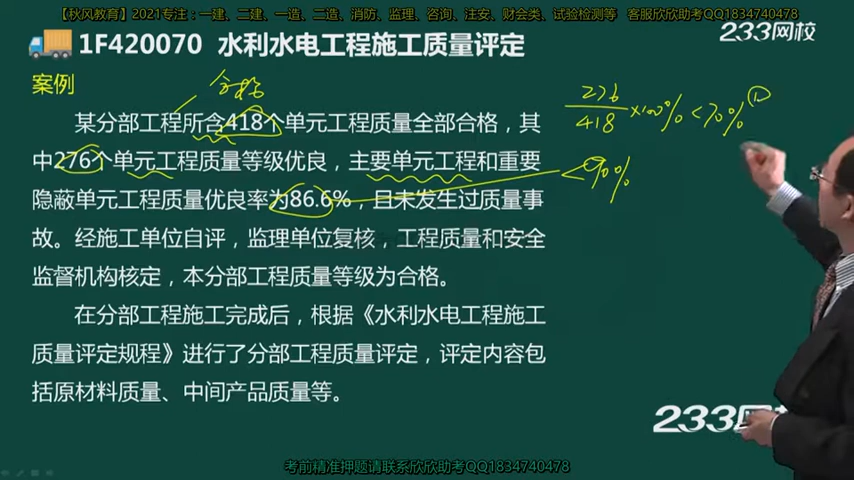 【秋风教育】2021专注：一建、二建、一造、二造、消防、监理、咨询、注安、财会类、试验检测等　客服欣欣助考QQ1834740478
1F420070 水利水电工程施工质量评定
233网校
案例
合格
276
418
×100%<70% ①
某分部工程所含418个单元工程质量全部合格，其
中276个单元工程质量等级优良，主要单元工程和重要
<90%
隐蔽单元工程质量优良率为86.6%，且未发生过质量事
故。经施工单位自评，监理单位复核，工程质量和安全
监督机构核定，本分部工程质量等级为合格。
在分部工程施工完成后，根据《水利水电工程施工
质量评定规程》进行了分部工程质量评定，评定内容包
括原材料质量、中间产品质量等。
233网校
考前精准押题请联系欣欣助考QQ1834740478